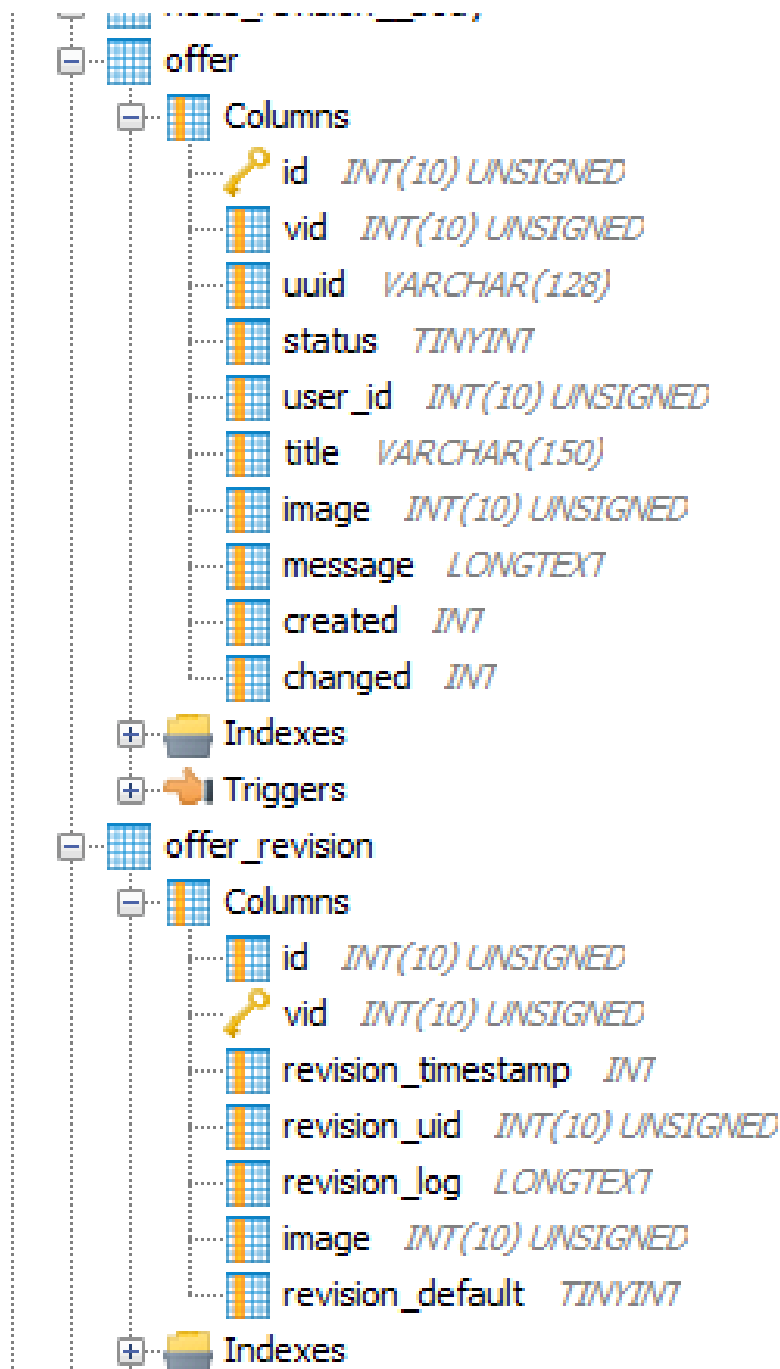 offer
Columns
id INT(10) UNSIGNED
vid INT(10) UNSIGNED
uuid VARCHAR(128)
status TINYINT
user_id INT(10) UNSIGNED
title VARCHAR(150)
image INT(10) UNSIGNED
message LONGTEXT
created INT
changed INT
Indexes
Triggers
offer_revision
Columns
id INT(10) UNSIGNED
vid INT(10) UNSIGNED
revision_timestamp INT
revision_uid INT(10) UNSIGNED
revision_log LONGTEXT
image INT(10) UNSIGNED
revision_default TINYINT
Indexes